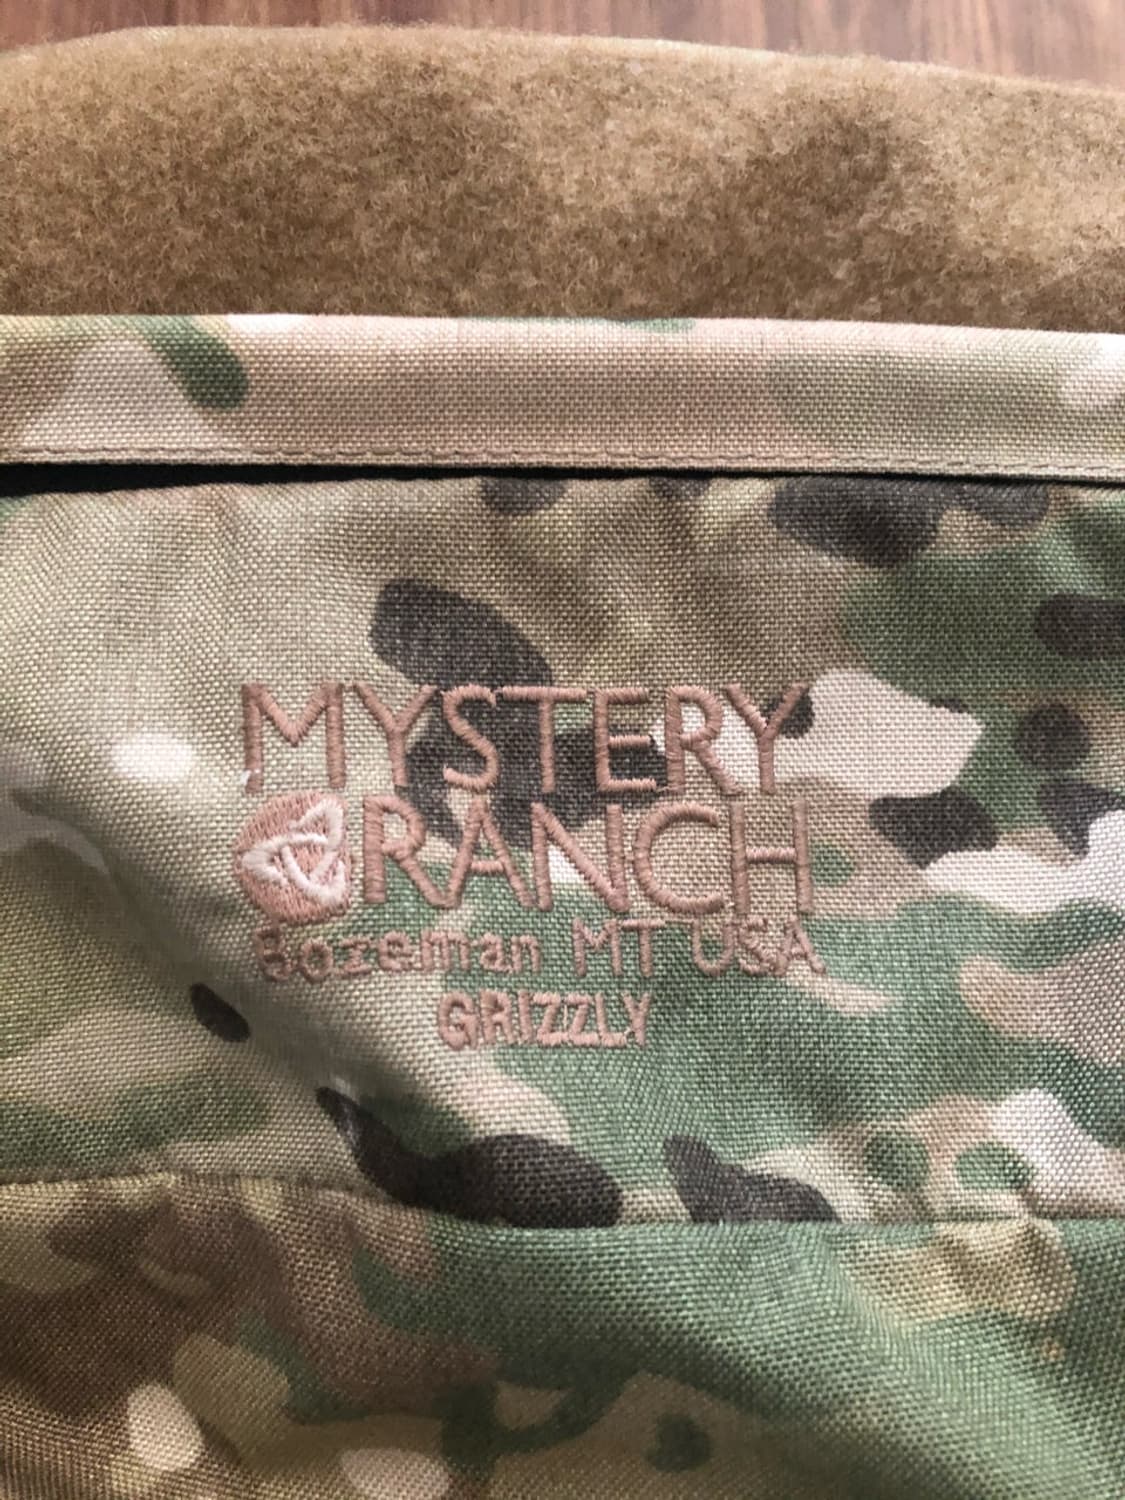 MYSTERY
RANCH
Bozeman MT USA
GRIZZLY